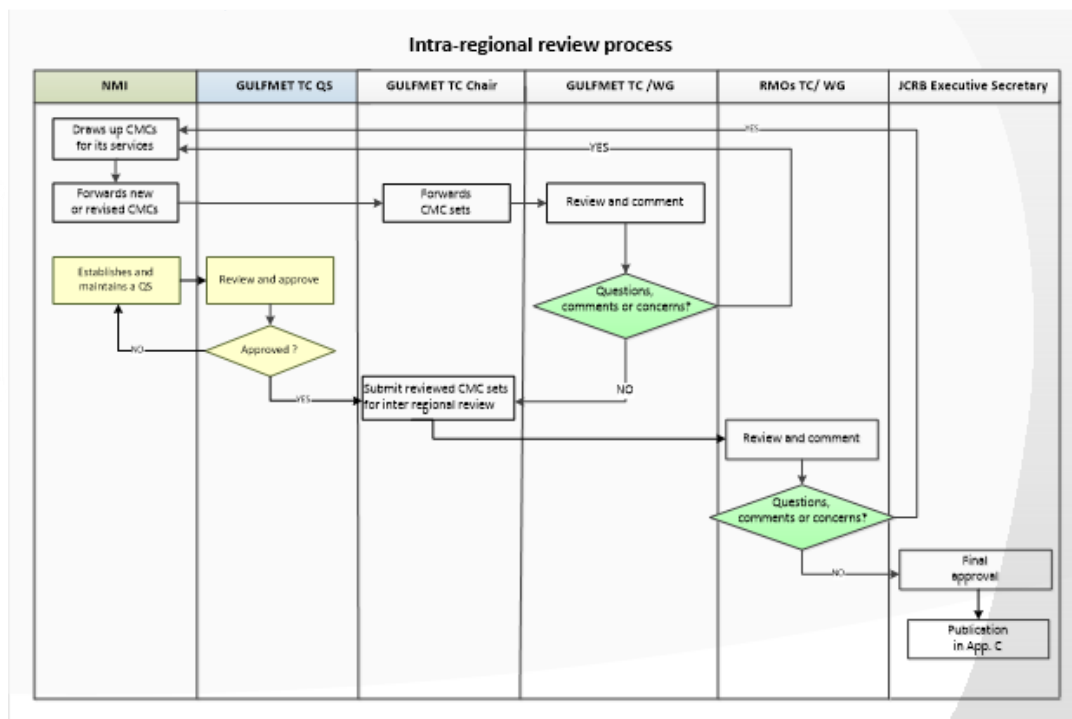 Intra-regional review process
NMI
GULFMET TC QS
GULFMET TC Chair
GULFMET TC /WG
RMOs TC/ WG
JCRB Executive Secretary
Draws up CMCs
for its services
YES
YES
Forwards new
or revised CMCs
Forwards
CMC sets
Review and comment
Establishes and
maintains a QS
Review and approve
Questions,
comments or concerns?
NO
Approved ?
YES
Submit reviewed CMC sets
for inter regional review
NO
Review and comment
Questions,
comments or concerns?
NO
Final
approval
Publication
in App. C